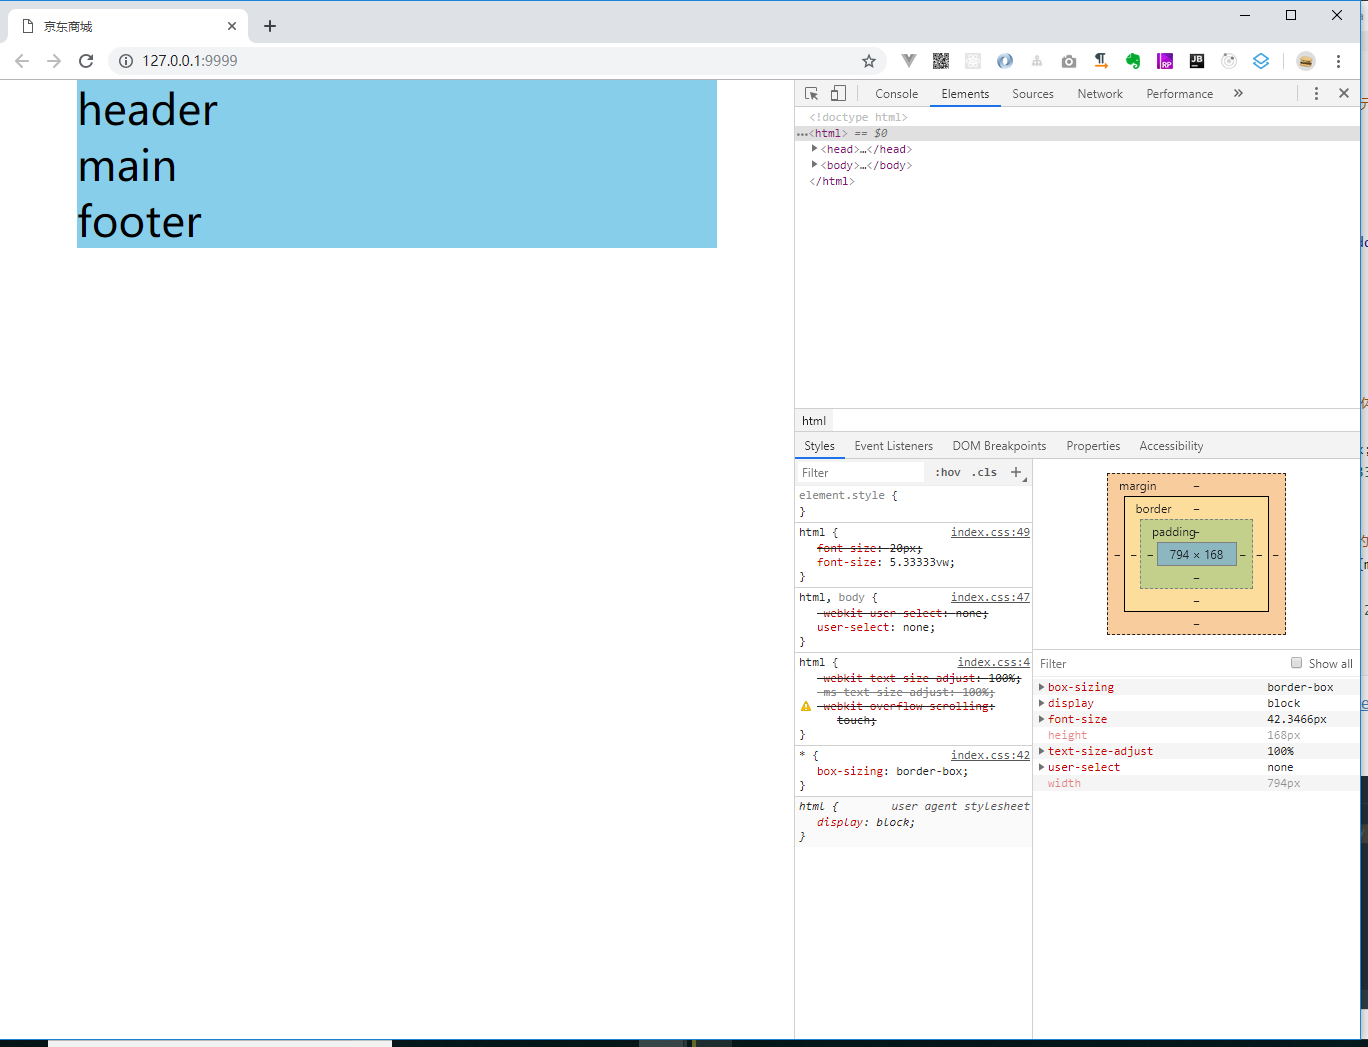 京东商城
127.0.0.1:9999
header
main
footer
Console Elements Sources Network Performance »
<!doctype html>
…<html> == $0
<head>…</head>
<body>…</body>
</html>
html
Styles Event Listeners DOM Breakpoints Properties Accessibility
Filter :hov .cls +
element.style {
}
html { index.css:49
font-size: 20px;
font-size: 5.33333vw;
}
html, body { index.css:47
-webkit-user-select: none;
user-select: none;
}
html { index.css:4
-webkit-text-size-adjust: 100%;
-ms-text-size-adjust: 100%;
-webkit-overflow-scrolling:
touch;
}
* { index.css:42
box-sizing: border-box;
}
html { user agent stylesheet
display: block;
}
margin –
border –
padding –
– – – 794 × 168 – – –
–
–
–
Filter Show all
box-sizing border-box
display block
font-size 42.3466px
height 168px
text-size-adjust 100%
user-select none
width 794px